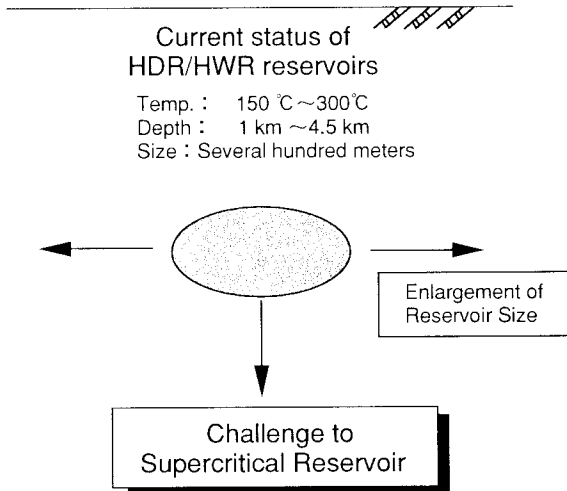 Current status of
HDR/HWR reservoirs
Temp. : 150 ℃～300℃
Depth : 1 km ～4.5 km
Size : Several hundred meters
Enlargement of
Reservoir Size
Challenge to
Supercritical Reservoir